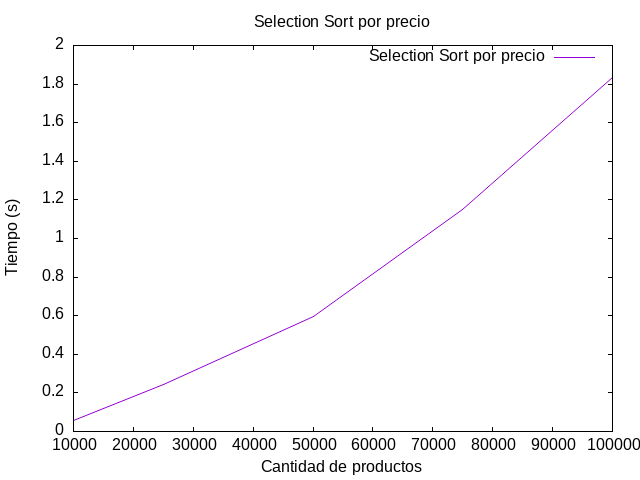 Selection Sort por precio
Selection Sort por precio
2
1.8
1.6
1.4
1.2
1
0.8
0.6
0.4
0.2
0
Tiempo (s)
10000 20000 30000 40000 50000 60000 70000 80000 90000 100000
Cantidad de productos